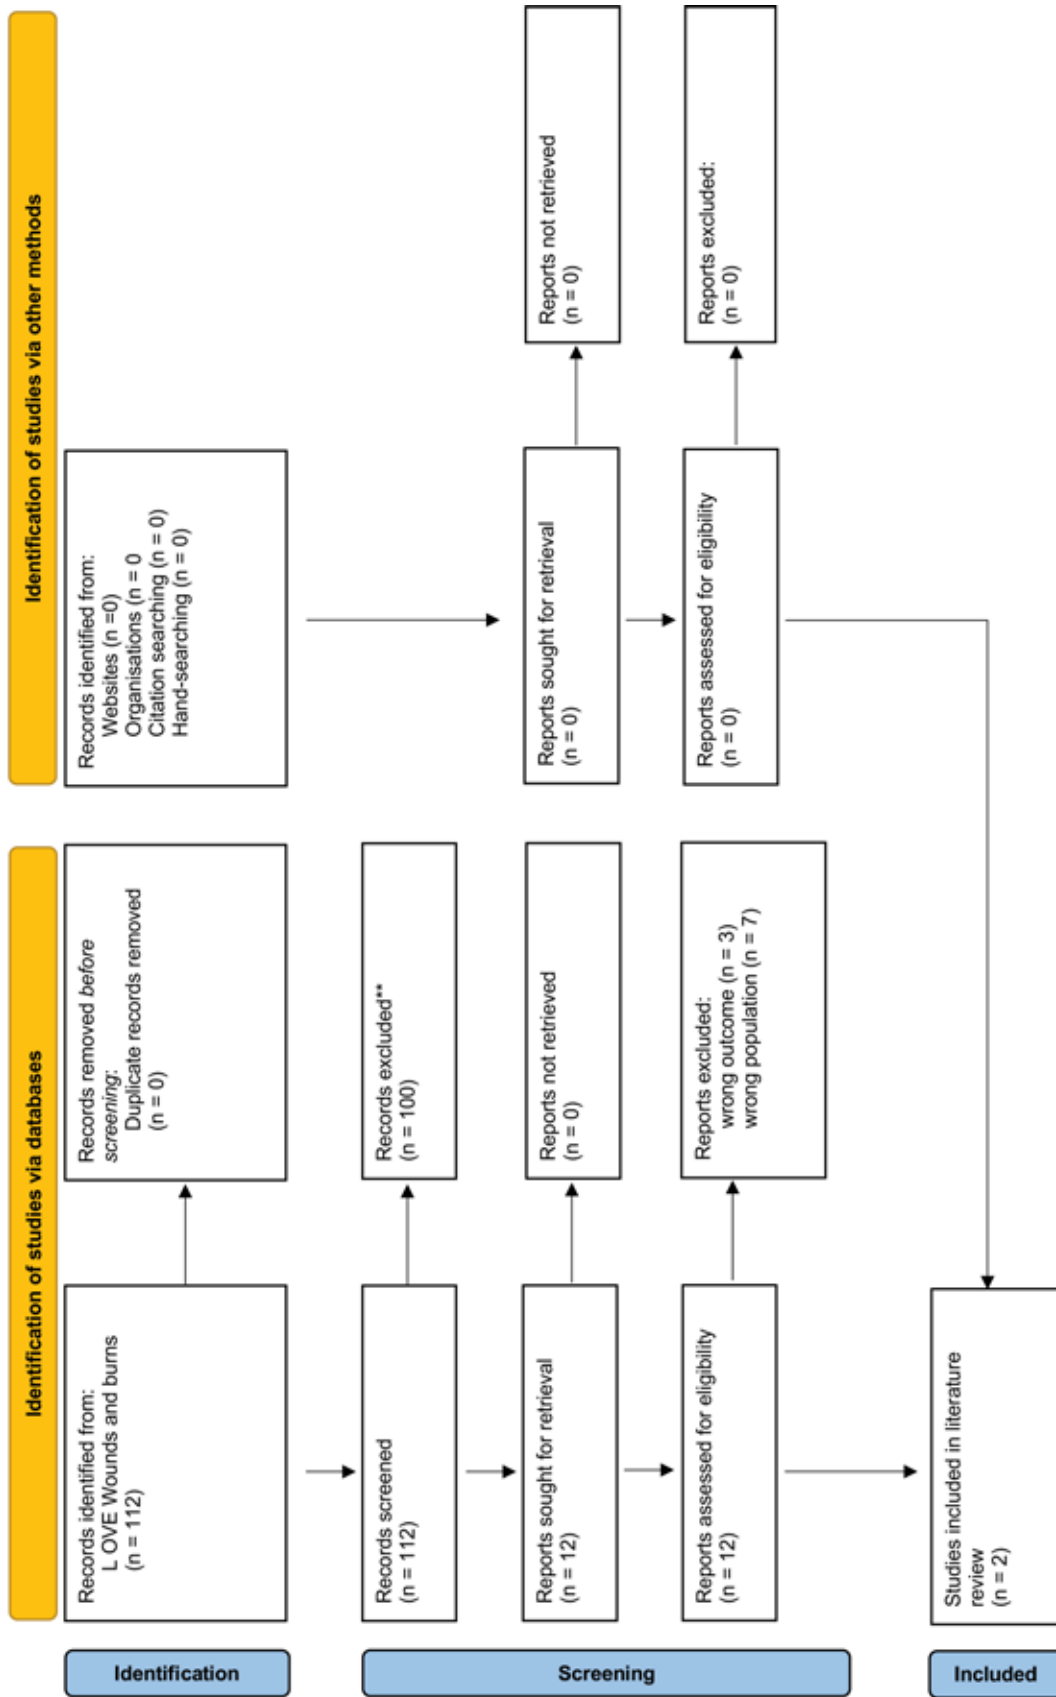 Identification of studies via databases
Identification of studies via other methods
Identification
Records identified from:
L OVE Wounds and burns
(n = 112)
Records removed before
screening:
Duplicate records removed
(n = 0)
Records identified from:
Websites (n =0)
Organisations (n = 0
Citation searching (n = 0)
Hand-searching (n = 0)
Screening
Records screened
(n = 112)
Records excluded**
(n = 100)
Reports sought for retrieval
(n = 12)
Reports not retrieved
(n = 0)
Reports sought for retrieval
(n = 0)
Reports not retrieved
(n = 0)
Reports assessed for eligibility
(n = 12)
Reports excluded:
wrong outcome (n = 3)
wrong population (n = 7)
Reports assessed for eligibility
(n = 0)
Reports excluded:
(n = 0)
Included
Studies included in literature
review
(n = 2)